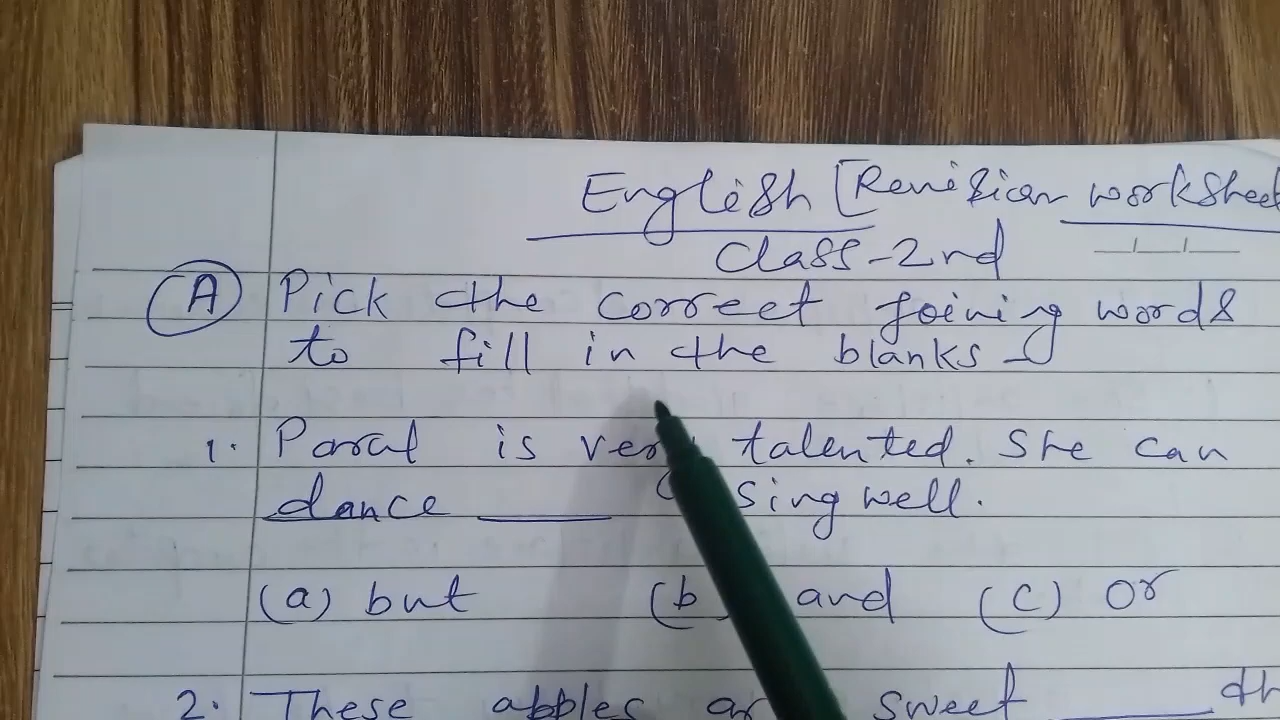 English [Revision worksheet
Class-2nd
(A) Pick the correct joining words
to fill in the blanks-
1. Paral is very talented. She can
dance ____ sing well.
(a) but (b) and (c) or
2. These apples are sweet ____